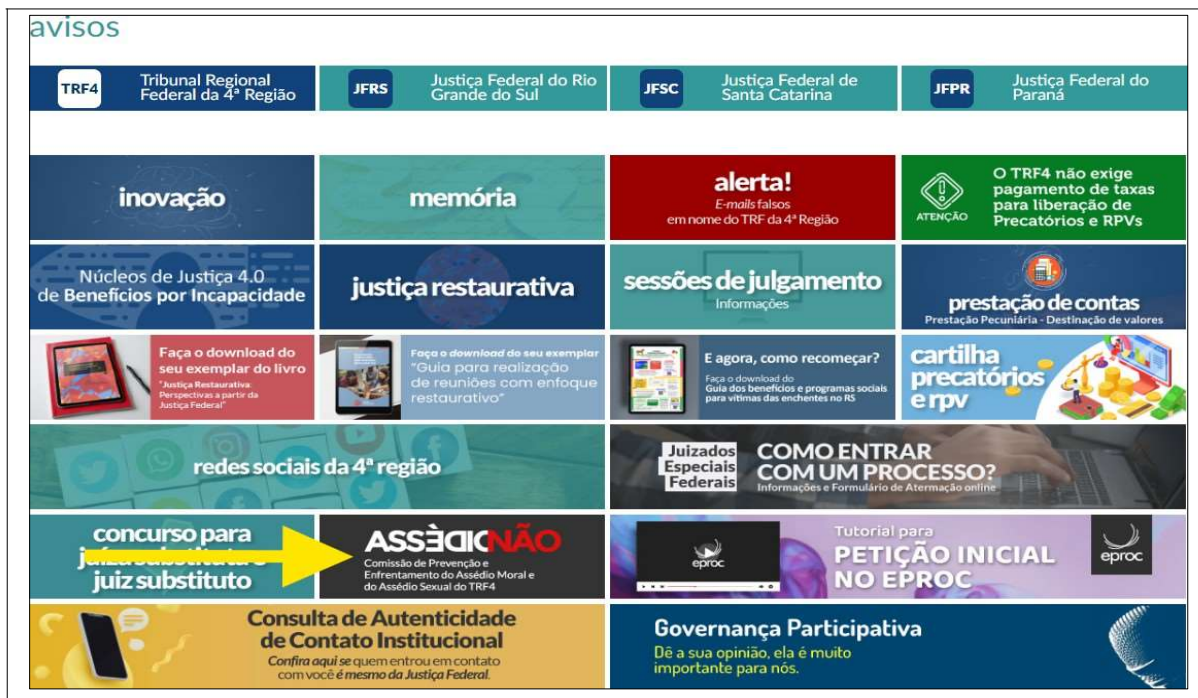 avisos
TRF4
Tribunal Regional
Federal da 4ª Região
JFRS
Justiça Federal do Rio
Grande do Sul
JFSC
Justiça Federal de
Santa Catarina
JFPR
Justiça Federal do
Paraná
inovação
memória
alerta!
E-mails falsos
em nome do TRF da 4ª Região
ATENÇÃO
O TRF4 não exige
pagamento de taxas
para liberação de
Precatórios e RPVs
Núcleos de Justiça 4.0
de Benefícios por Incapacidade
justiça restaurativa
sessões de julgamento
Informações
prestação de contas
Prestação Pecuniária - Destinação de valores
Faça o download do
seu exemplar do livro
"Justiça Restaurativa:
Perspectivas a partir da
Justiça Federal"
Faça o download do seu exemplar
"Guia para realização
de reuniões com enfoque
restaurativo"
E agora, como recomeçar?
Faça o download do
Guia dos benefícios e programas sociais
para vítimas das enchentes no RS
cartilha
precatórios
e rpv
redes sociais da 4ª região
Juizados
Especiais
Federais
COMO ENTRAR
COM UM PROCESSO?
Informações e Formulário de Atermação online
concurso para
juíza substituta e
juiz substituto
ASSÉDIO NÃO
Comissão de Prevenção e
Enfrentamento do Assédio Moral e
do Assédio Sexual do TRF4
eproc
Tutorial para
PETIÇÃO INICIAL
NO EPROC
eproc
Consulta de Autenticidade
de Contato Institucional
Confira aqui se quem entrou em contato
com você é mesmo da Justiça Federal.
Governança Participativa
Dê a sua opinião, ela é muito
importante para nós.